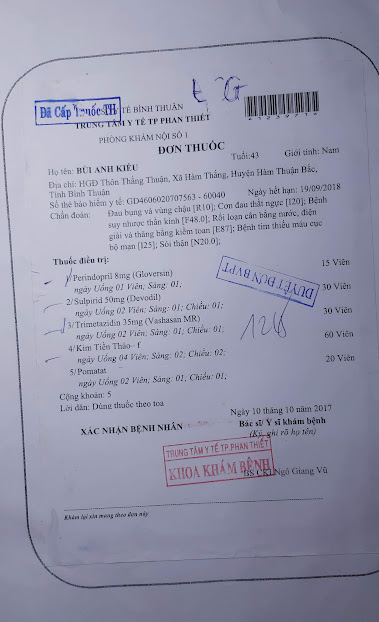 Đã Cấp Thuốc TH
Y TẾ BÌNH THUẬN
TRUNG TÂM Y TẾ TP PHAN THIẾT
PHÒNG KHÁM NỘI SỐ 1
ĐƠN THUỐC
Họ tên: BÙI ANH KIỀU Tuổi:43 Giới tính: Nam
Địa chỉ: HGĐ Thôn Thắng Thuận, Xã Hàm Thắng, Huyện Hàm Thuận Bắc,
Tỉnh Bình Thuận
Số thẻ bảo hiểm y tế: GD4606020707563 - 60040 Ngày hết hạn: 19/09/2018
Chẩn đoán: Đau bụng và vùng chậu [R10]; Cơn đau thắt ngực [I20]; Bệnh
suy nhược thần kinh [F48.0]; Rối loạn cân bằng nước, điện
giải và thăng bằng kiềm toan [E87]; Bệnh tim thiếu máu cục
bộ mạn [I25]; Sỏi thận [N20.0];
Thuốc điều trị:
1/ Perindopril 8mg (Gloversin) 15 Viên
ngày Uống 01 Viên; Sáng: 01;
2/ Sulpirid 50mg (Devodil) 30 Viên
ngày Uống 02 Viên; Sáng: 01; Chiều: 01;
DUYỆT ĐƠN BVPT
3/ Trimetazidin 35mg (Vashasan MR) 30 Viên
ngày Uống 02 Viên; Sáng: 01; Chiều: 01;
4/ Kim Tiền Thảo- f 60 Viên
ngày Uống 04 Viên; Sáng: 02; Chiều: 02;
5/ Pomatat 20 Viên
ngày Uống 02 Viên; Sáng: 01; Chiều: 01;
Cộng khoản: 5
Lời dặn: Dùng thuốc theo toa
Ngày 10 tháng 10 năm 2017
XÁC NHẬN BỆNH NHÂN Bác sĩ/ Y sĩ khám bệnh
(Ký, ghi rõ họ tên)
TRUNG TÂM Y TẾ TP PHAN THIẾT
KHOA KHÁM BỆNH
BS CKI.Ngô Giang Vũ
Khám lại xin mang theo đơn này